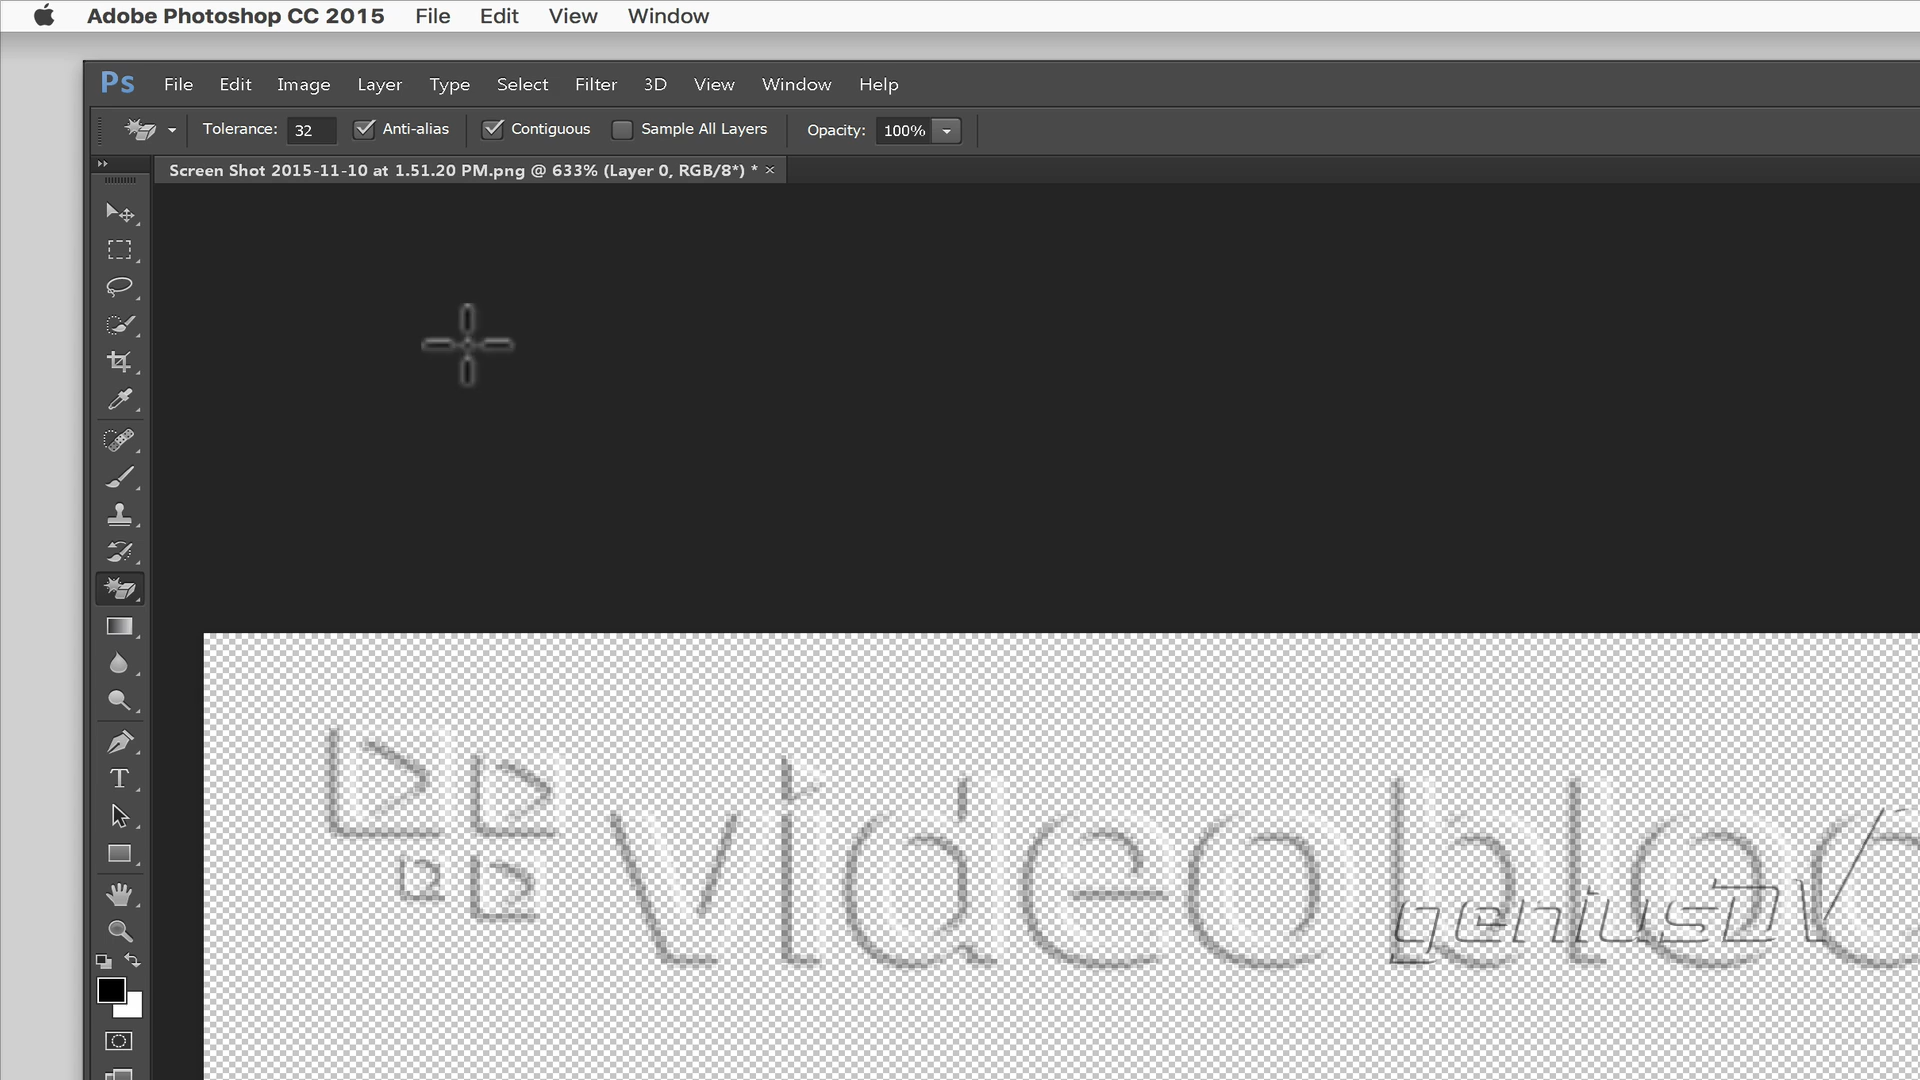 Adobe Photoshop CC 2015 File Edit View Window
Ps File Edit Image Layer Type Select Filter 3D View Window Help
Tolerance: 32 Anti-alias Contiguous Sample All Layers Opacity: 100%
Screen Shot 2015-11-10 at 1.51.20 PM.png @ 633% (Layer 0, RGB/8*) * ×
T
videobloc
geniusDV